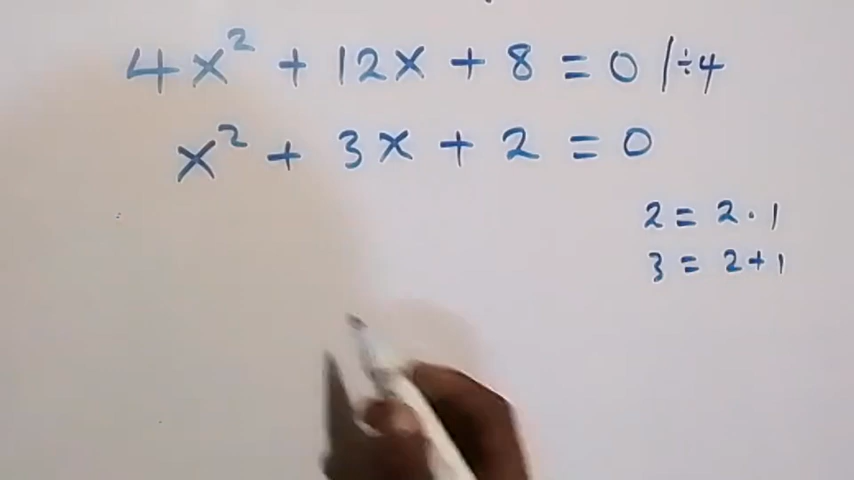 4x² + 12x + 8 = 0 /÷4
x² + 3x + 2 = 0
2 = 2 · 1
3 = 2 + 1